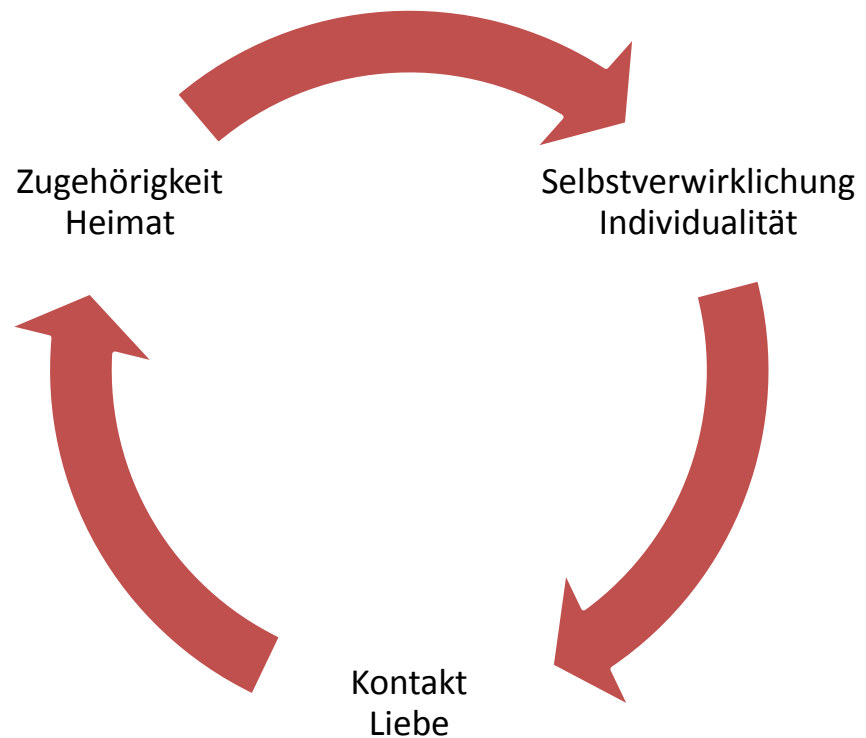 Zugehörigkeit
Heimat
Selbstverwirklichung
Individualität
Kontakt
Liebe